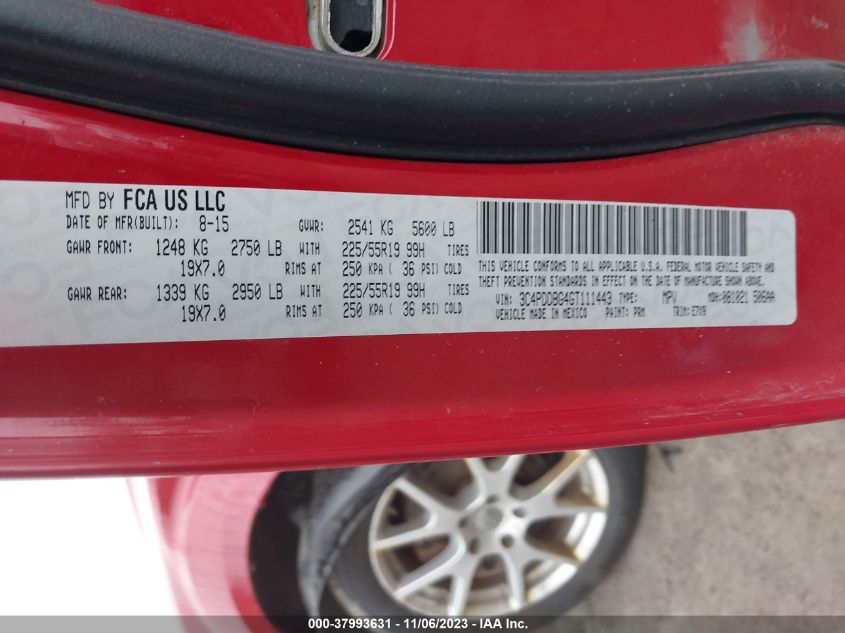 MFD BY FCA US LLC
DATE OF MFR(BUILT): 8-15 GVWR: 2541 KG 5600 LB
GAWR FRONT: 1248 KG 2750 LB WITH 225/55R19 99H TIRES
19X7.0 RIMS AT 250 KPA ( 36 PSI) COLD
GAWR REAR: 1339 KG 2950 LB WITH 225/55R19 99H TIRES
19X7.0 RIMS AT 250 KPA ( 36 PSI) COLD
THIS VEHICLE CONFORMS TO ALL APPLICABLE U.S.A. FEDERAL MOTOR VEHICLE SAFETY AND
THEFT PREVENTION STANDARDS IN EFFECT ON THE DATE OF MANUFACTURE SHOWN ABOVE.
VIN: 3C4PDDBG4GT111443 TYPE: MPV MDH: 081021 506AA
VEHICLE MADE IN MEXICO PAINT: PRM TRIM: E7X9
000-37993631 - 11/06/2023 - IAA Inc.